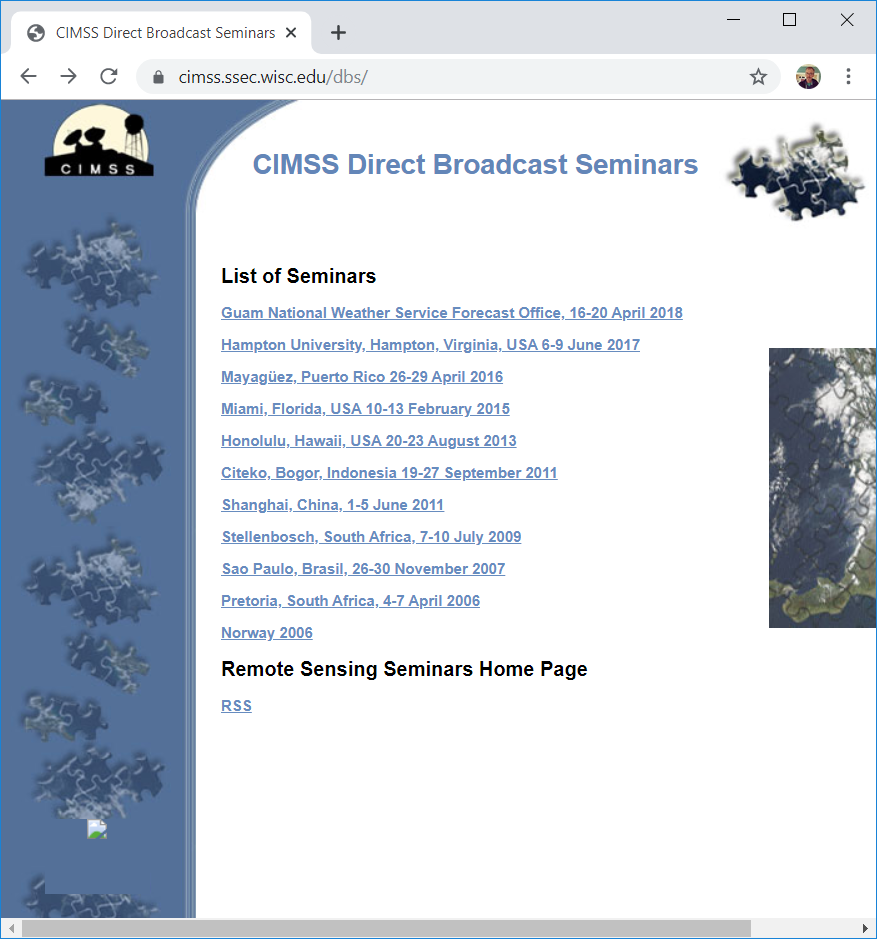 CIMSS Direct Broadcast Seminars
cimss.ssec.wisc.edu/dbs/
CIMSS
CIMSS Direct Broadcast Seminars
List of Seminars
Guam National Weather Service Forecast Office, 16-20 April 2018
Hampton University, Hampton, Virginia, USA 6-9 June 2017
Mayagüez, Puerto Rico 26-29 April 2016
Miami, Florida, USA 10-13 February 2015
Honolulu, Hawaii, USA 20-23 August 2013
Citeko, Bogor, Indonesia 19-27 September 2011
Shanghai, China, 1-5 June 2011
Stellenbosch, South Africa, 7-10 July 2009
Sao Paulo, Brasil, 26-30 November 2007
Pretoria, South Africa, 4-7 April 2006
Norway 2006
Remote Sensing Seminars Home Page
RSS